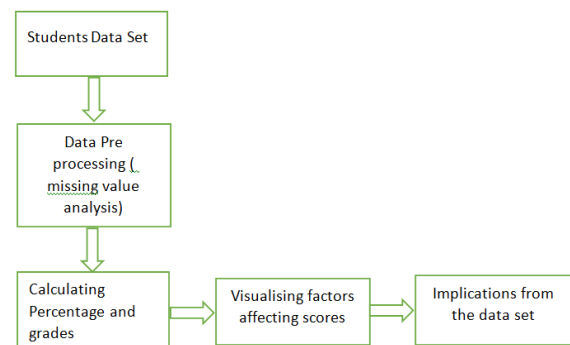 Students Data Set
Data Pre
processing (
missing value
analysis)
Calculating
Percentage and
grades
Visualising factors
affecting scores
Implications from
the data set